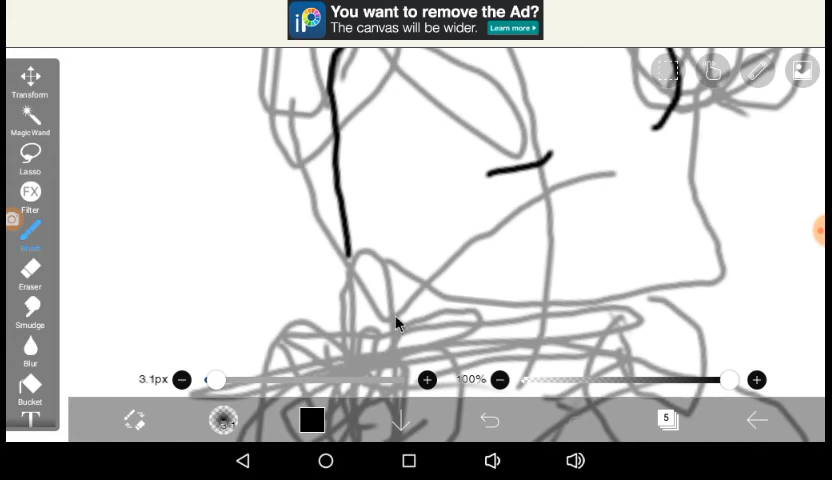 You want to remove the Ad?
The canvas will be wider. Learn more >
iP
Transform
Magic Wand
Lasso
FX
Filter
Brush
Eraser
Smudge
Blur
Bucket
T
3.1px
100%
5